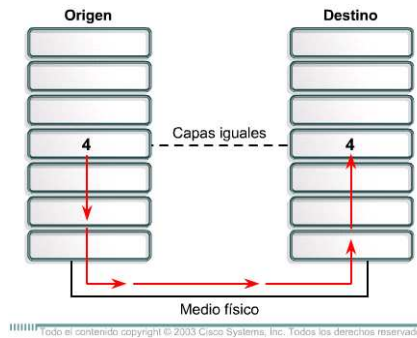 Origen
Destino
4
Capas iguales
4
Medio físico
Todo el contenido copyright © 2003 Cisco Systems, Inc. Todos los derechos reservad